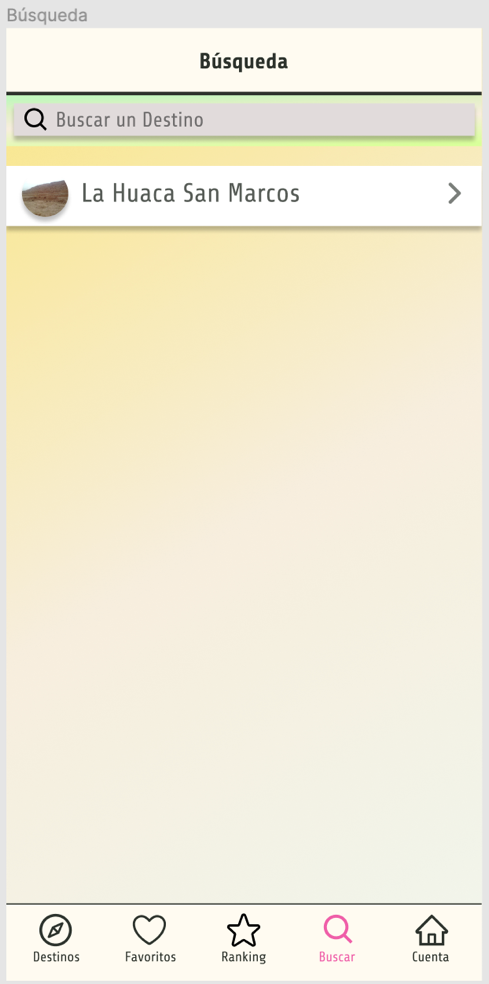 Búsqueda
Búsqueda
Buscar un Destino
La Huaca San Marcos
Destinos
Favoritos
Ranking
Buscar
Cuenta